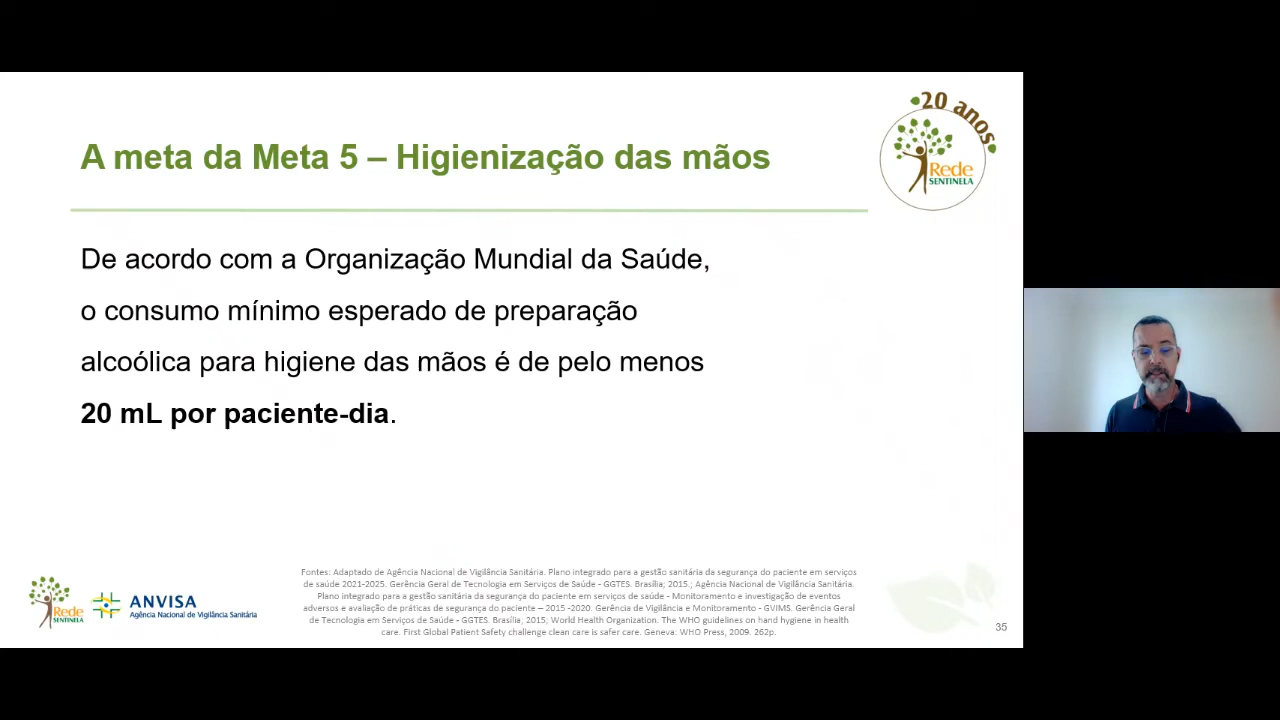 20 anos
Rede
SENTINELA
A meta da Meta 5 – Higienização das mãos
De acordo com a Organização Mundial da Saúde,
o consumo mínimo esperado de preparação
alcoólica para higiene das mãos é de pelo menos
20 mL por paciente-dia.
Fontes: Adaptado de Agência Nacional de Vigilância Sanitária. Plano integrado para a gestão sanitária da segurança do paciente em serviços
de saúde 2021-2025. Gerência Geral de Tecnologia em Serviços de Saúde - GGTES. Brasília; 2015.; Agência Nacional de Vigilância Sanitária.
Plano integrado para a gestão sanitária da segurança do paciente em serviços de saúde - Monitoramento e investigação de eventos
adversos e avaliação de práticas de segurança do paciente – 2015 -2020. Gerência de Vigilância e Monitoramento - GVIMS. Gerência Geral
de Tecnologia em Serviços de Saúde - GGTES. Brasília, 2015; World Health Organization. The WHO guidelines on hand hygiene in health
care. First Global Patient Safety challenge clean care is safer care. Geneva: WHO Press, 2009. 262p.
Rede
SENTINELA
ANVISA
Agência Nacional de Vigilância Sanitária
35